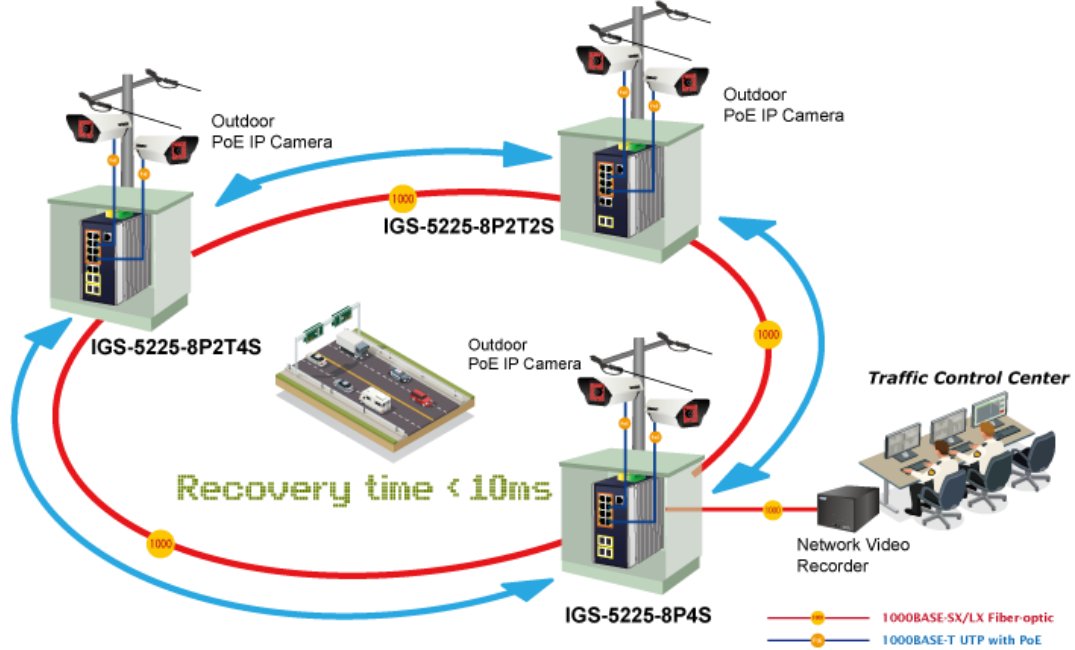 Outdoor
PoE IP Camera
Outdoor
PoE IP Camera
1000
IGS-5225-8P2T2S
IGS-5225-8P2T4S
1000
Outdoor
PoE IP Camera
Traffic Control Center
Recovery time < 10ms
1000
1000
Network Video
Recorder
IGS-5225-8P4S
1000BASE-SX/LX Fiber-optic
1000BASE-T UTP with PoE